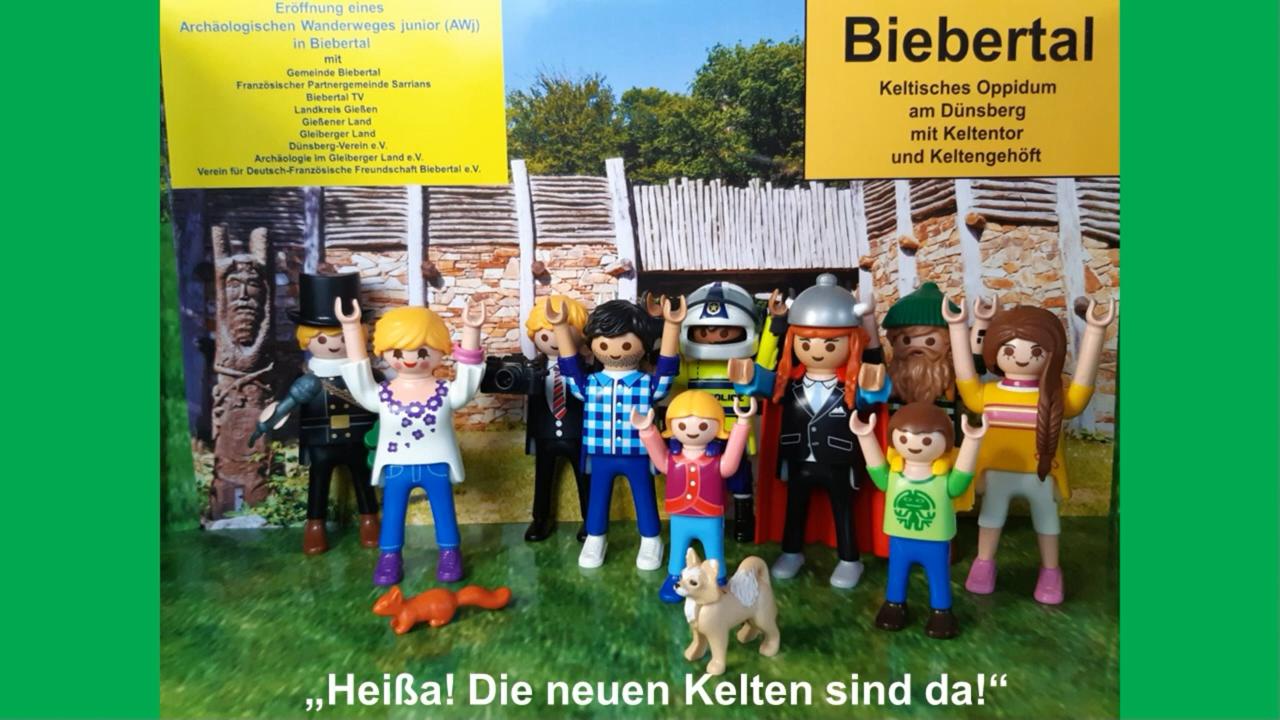 Eröffnung eines
Archäologischen Wanderweges junior (AWj)
in Biebertal
mit
Gemeinde Biebertal
Französischer Partnergemeinde Sarrians
Biebertal TV
Landkreis Gießen
Gießener Land
Gleiberger Land
Dünsberg-Verein e.V.
Archäologie im Gleiberger Land e.V.
Verein für Deutsch-Französische Freundschaft Biebertal e.V.
Biebertal
Keltisches Oppidum
am Dünsberg
mit Keltentor
und Keltengehöft
POLICE
„Heißa! Die neuen Kelten sind da!“